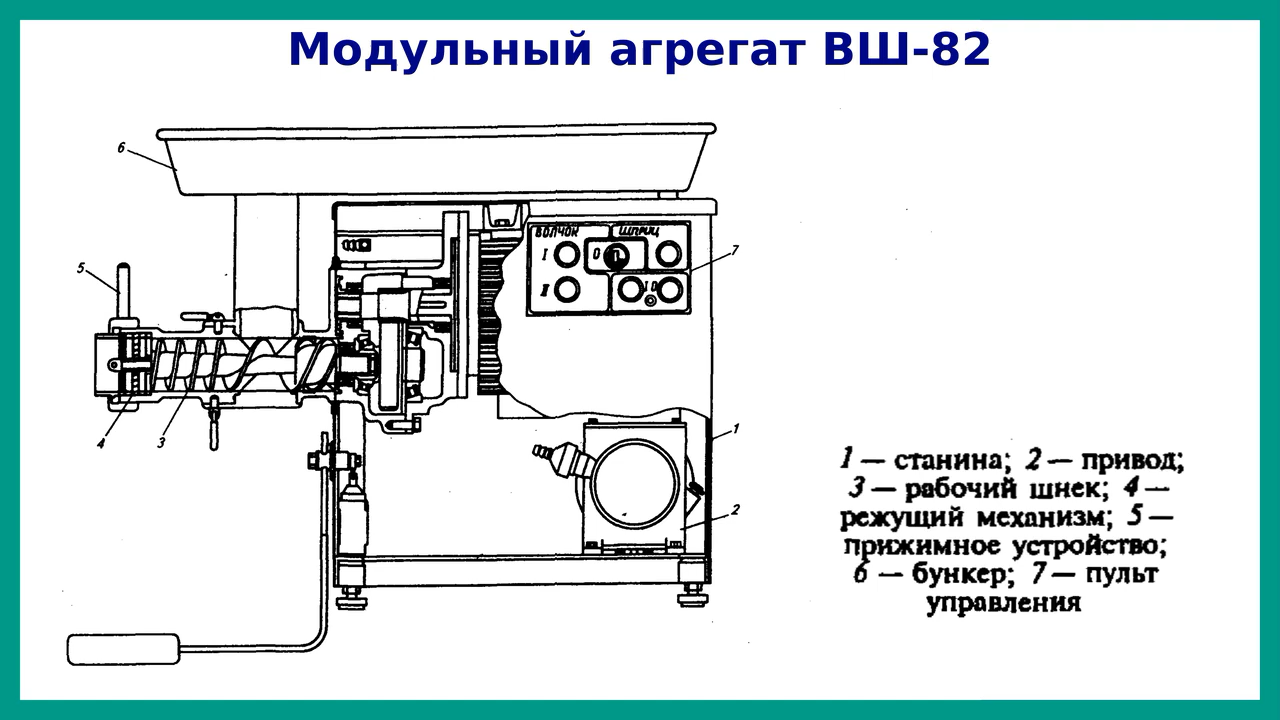 Модульный агрегат ВШ-82
6
ВОЛЧОК ШПРИЦ
I O П
II I O
7
5
4 3
1
2
1 — станина; 2 — привод;
3 — рабочий шнек; 4 —
режущий механизм; 5 —
прижимное устройство;
6 — бункер; 7 — пульт
управления